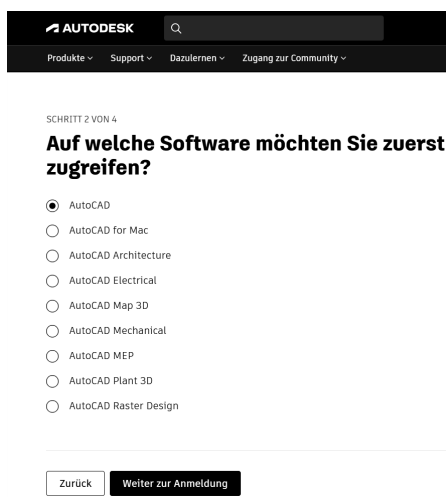 AUTODESK
Produkte Support Dazulernen Zugang zur Community
SCHRITT 2 VON 4
Auf welche Software möchten Sie zuerst
zugreifen?
AutoCAD
AutoCAD for Mac
AutoCAD Architecture
AutoCAD Electrical
AutoCAD Map 3D
AutoCAD Mechanical
AutoCAD MEP
AutoCAD Plant 3D
AutoCAD Raster Design
Zurück Weiter zur Anmeldung